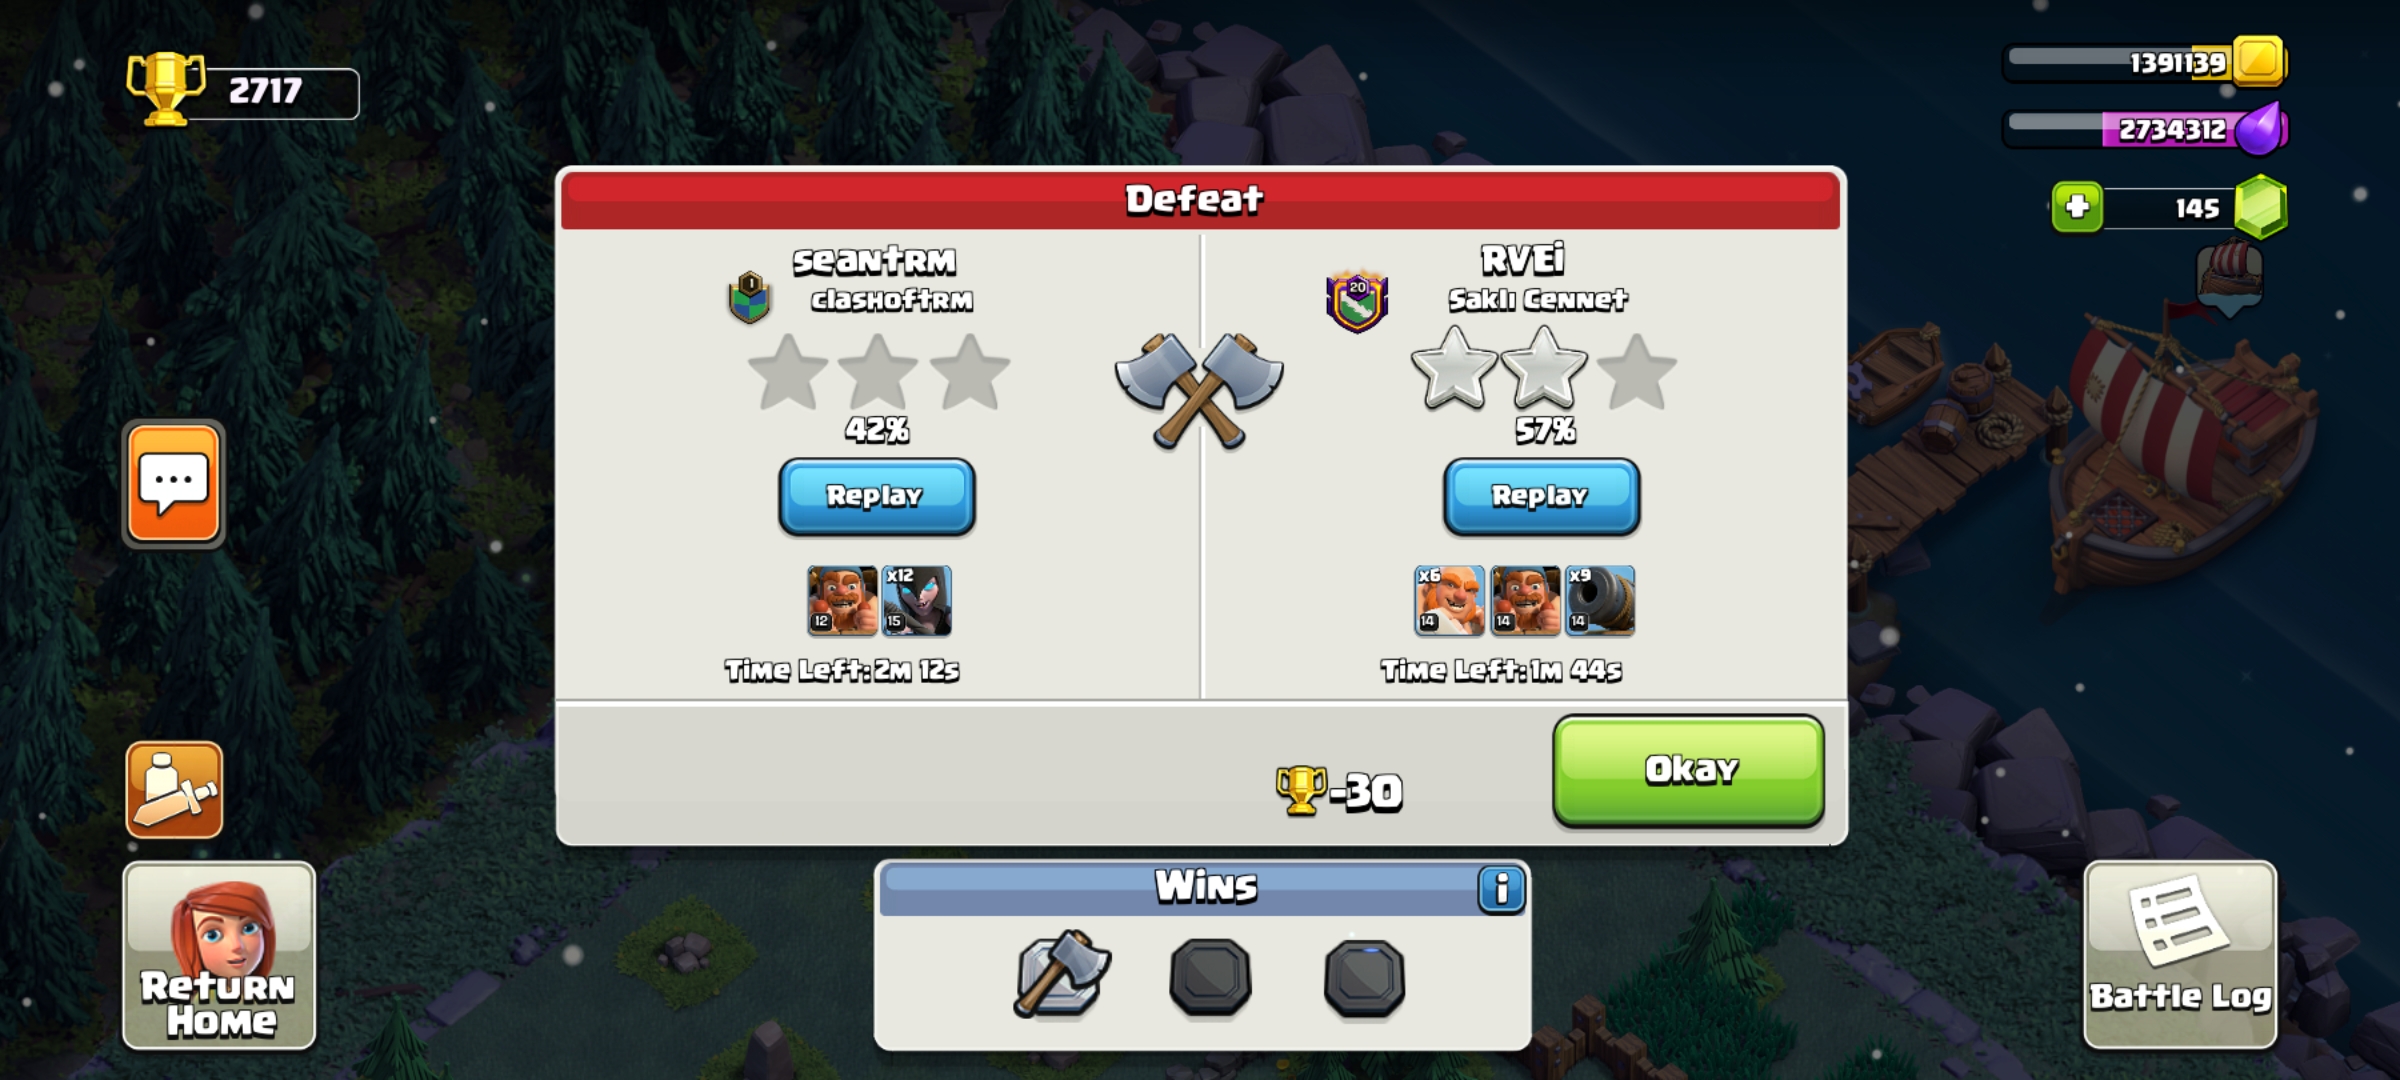 2717
1391139
2734312
145
Defeat
seantRM
1
clashoftRM
42%
Replay
12
x12
15
Time Left:2m 12s
RVEi
20
Saklı Cennet
57%
Replay
x6
14
14
x9
14
Time Left:1m 44s
-30
Okay
Wins
i
Return
Home
Battle Log